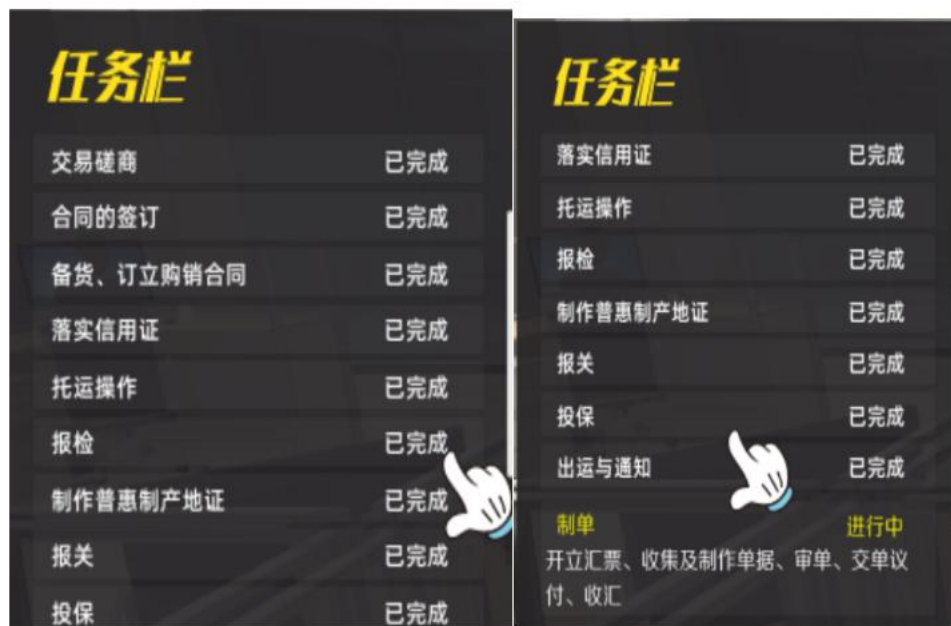 任务栏
交易磋商 已完成
合同的签订 已完成
备货、订立购销合同 已完成
落实信用证 已完成
托运操作 已完成
报检 已完成
制作普惠制产地证 已完成
报关 已完成
投保 已完成
任务栏
落实信用证 已完成
托运操作 已完成
报检 已完成
制作普惠制产地证 已完成
报关 已完成
投保 已完成
出运与通知 已完成
制单 进行中
开立汇票、收集及制作单据、审单、交单议
付、收汇